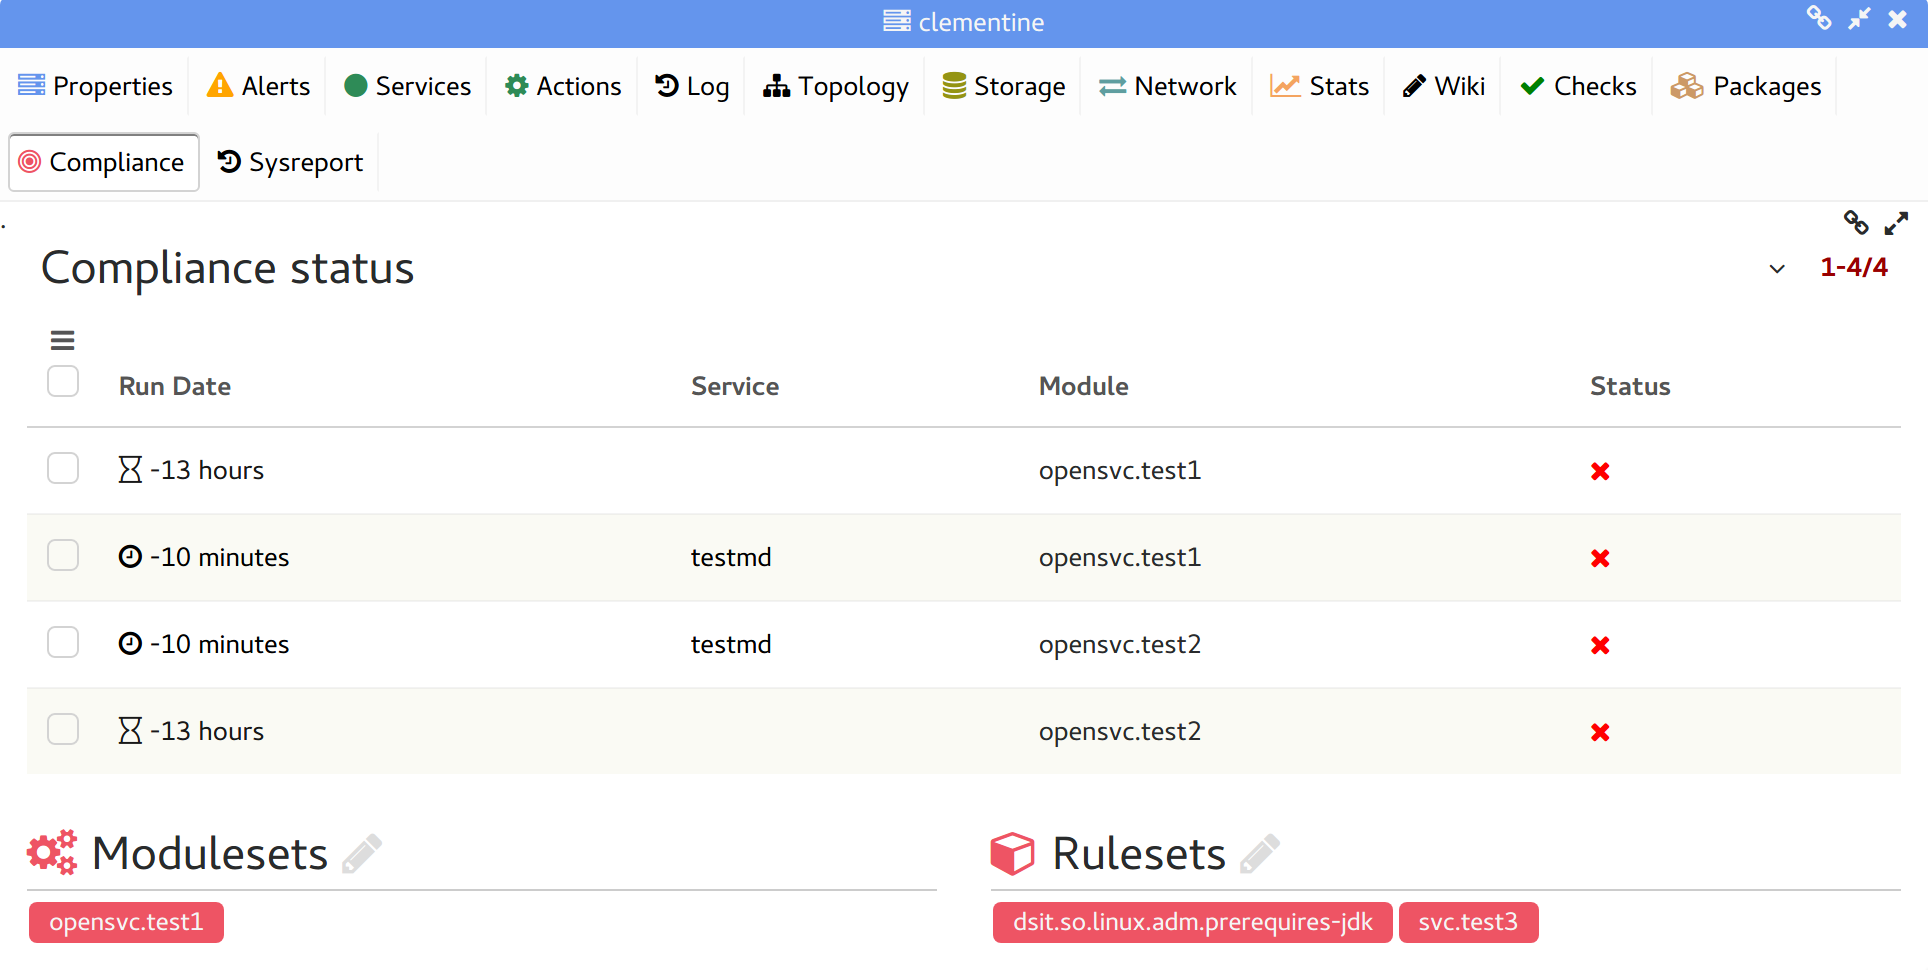 clementine
Properties Alerts Services Actions Log Topology Storage Network Stats Wiki Checks Packages
Compliance Sysreport
.
Compliance status 1-4/4
Run Date Service Module Status
-13 hours opensvc.test1
-10 minutes testmd opensvc.test1
-10 minutes testmd opensvc.test2
-13 hours opensvc.test2
Modulesets Rulesets
opensvc.test1 dsit.so.linux.adm.prerequires-jdk svc.test3